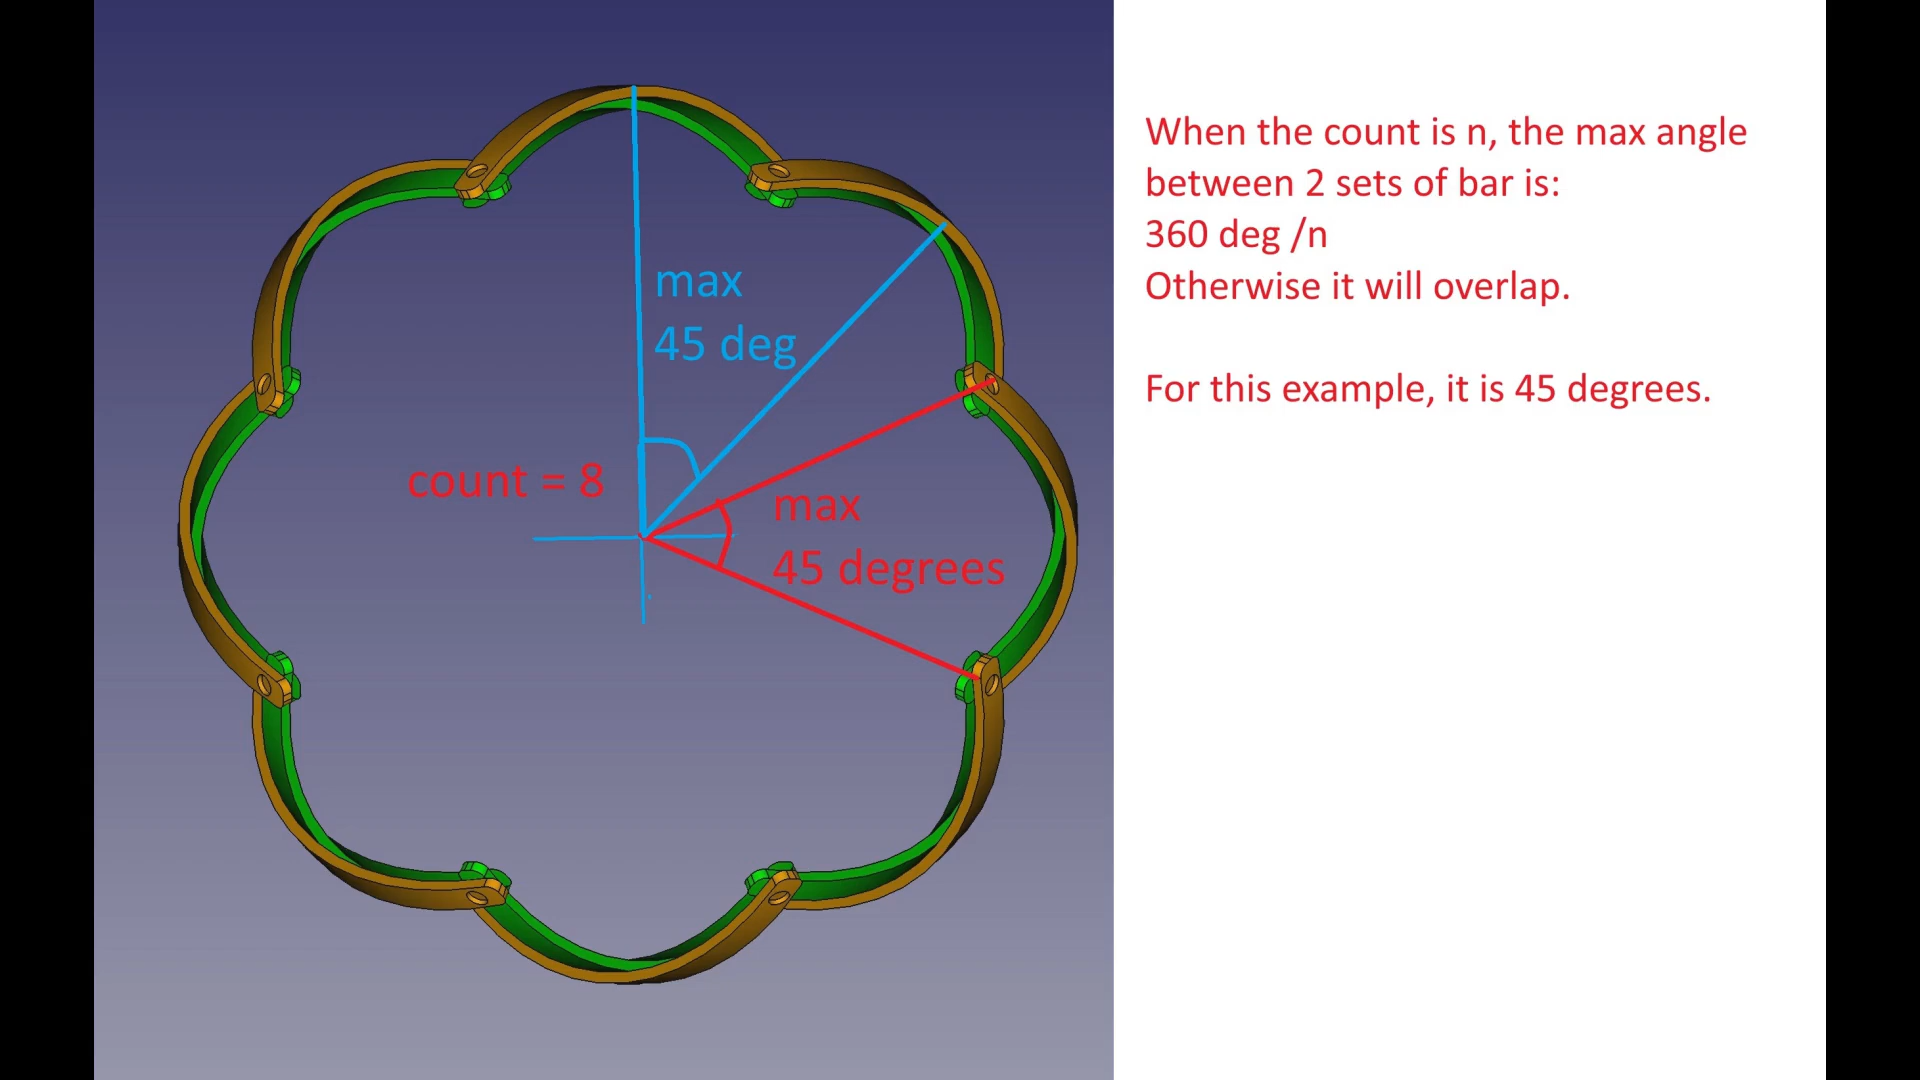 When the count is n, the max angle
between 2 sets of bar is:
360 deg /n
Otherwise it will overlap.
For this example, it is 45 degrees.
max
45 deg
count = 8
max
45 degrees